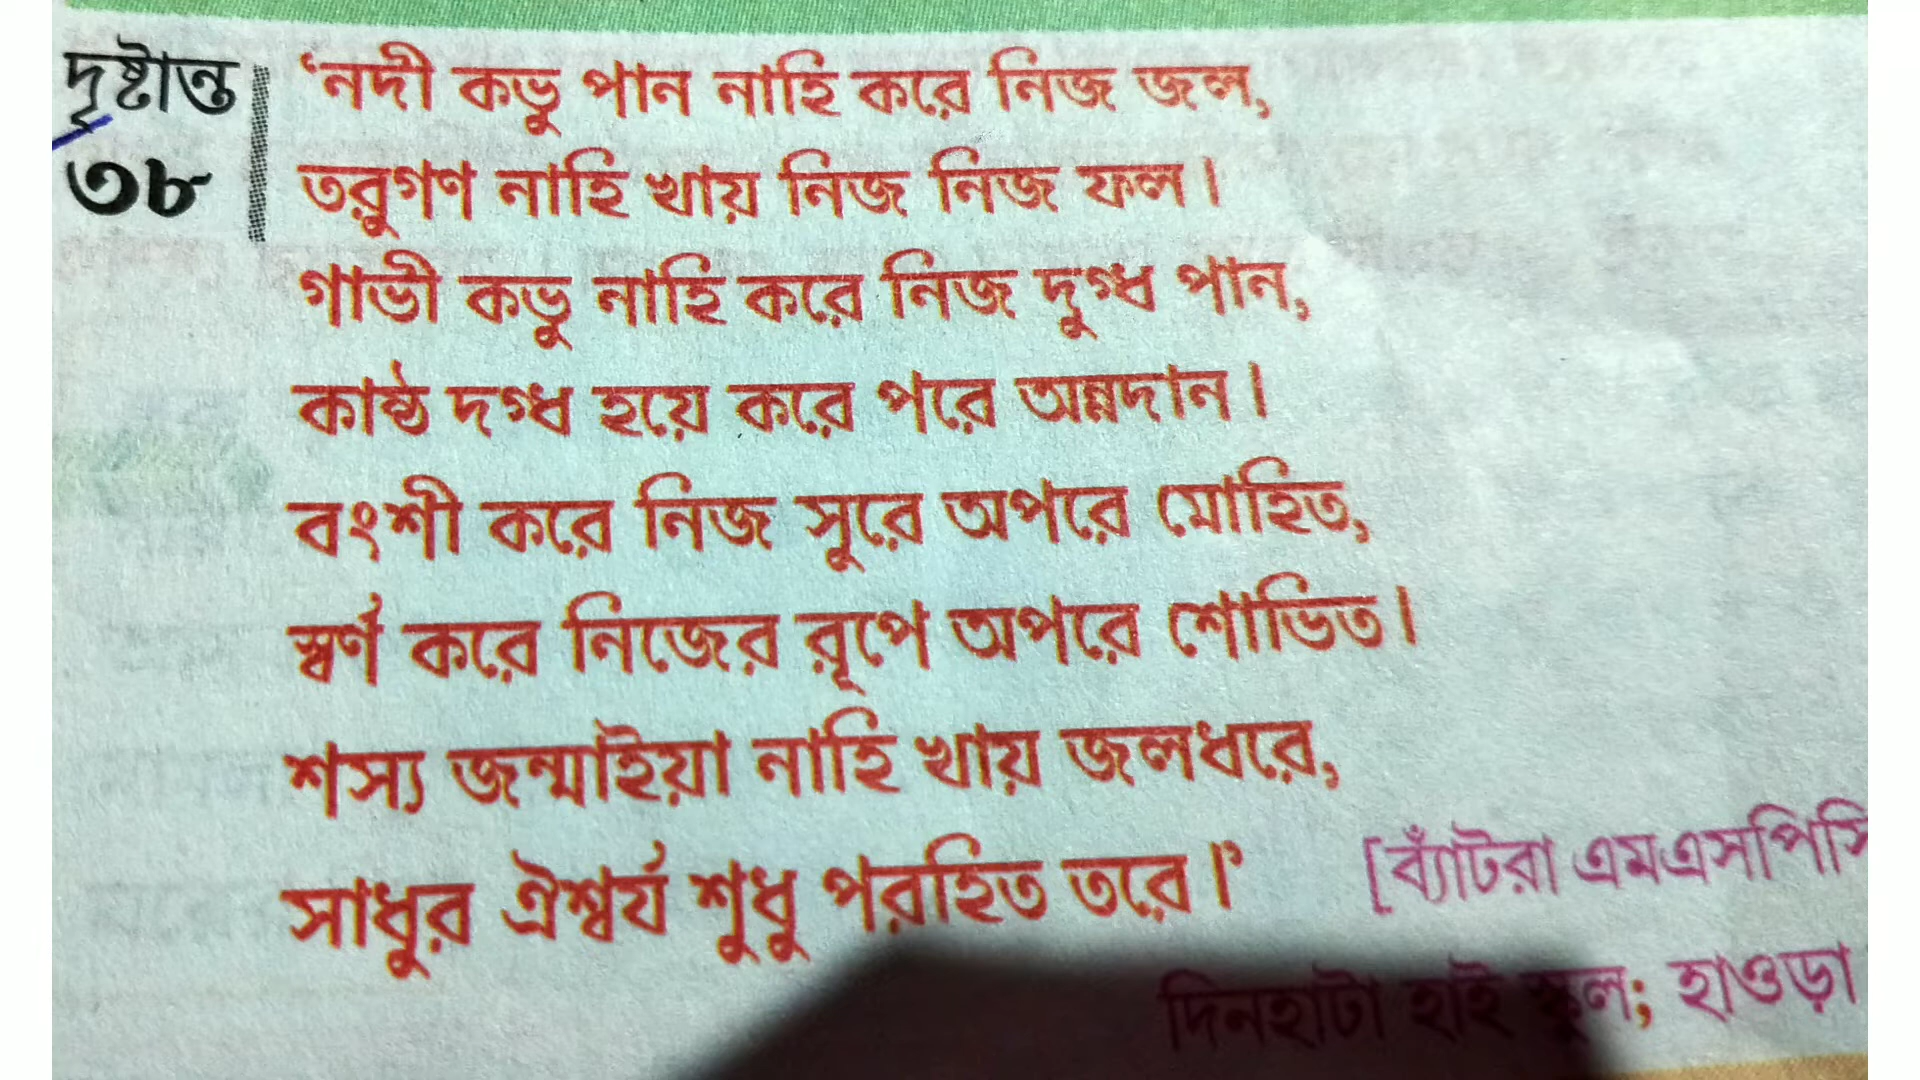 দৃষ্টান্ত
৩৮
‘নদী কভু পান নাহি করে নিজ জল,
তরুগণ নাহি খায় নিজ নিজ ফল।
গাভী কভু নাহি করে নিজ দুগ্ধ পান,
কাষ্ঠ দগ্ধ হয়ে করে পরে অন্নদান।
বংশী করে নিজ সুরে অপরে মোহিত,
স্বর্ণ করে নিজের রূপে অপরে শোভিত।
শস্য জন্মাইয়া নাহি খায় জলধরে,
সাধুর ঐশ্বর্য শুধু পরহিত তরে।’
[ব্যাঁটরা এমএসপিসি
দিনহাটা হাই স্কুল; হাওড়া